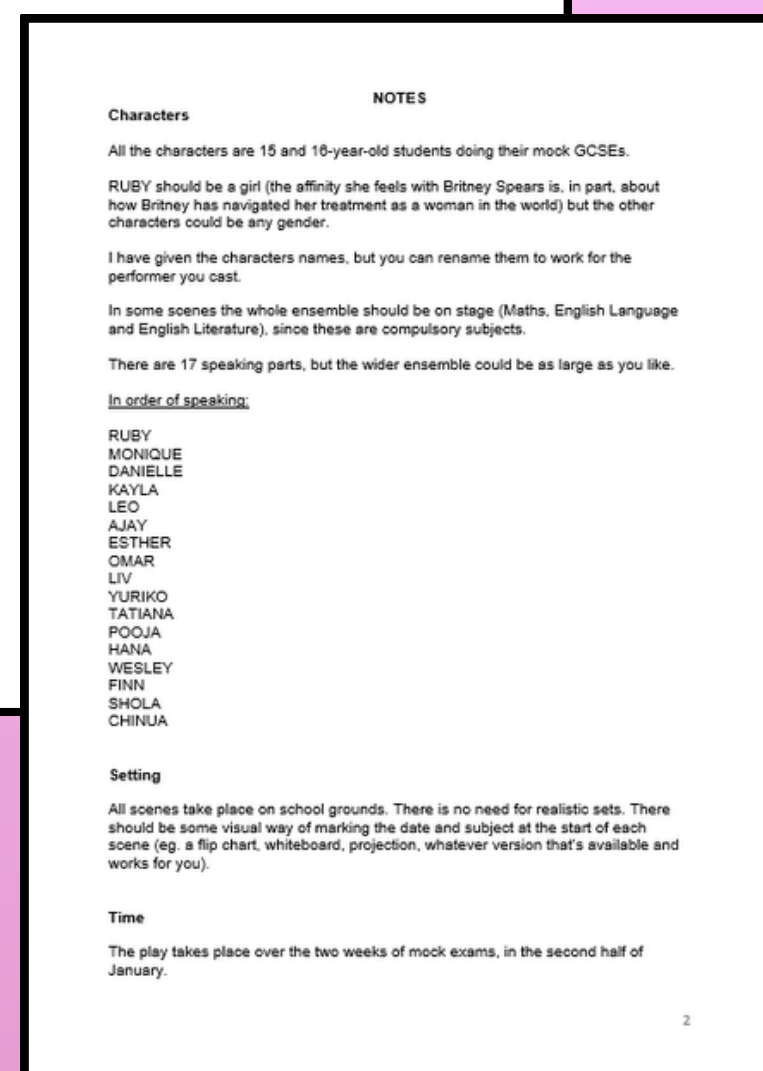 NOTES
Characters
All the characters are 15 and 16-year-old students doing their mock GCSEs.
RUBY should be a girl (the affinity she feels with Britney Spears is, in part, about
how Britney has navigated her treatment as a woman in the world) but the other
characters could be any gender.
I have given the characters names, but you can rename them to work for the
performer you cast.
In some scenes the whole ensemble should be on stage (Maths, English Language
and English Literature), since these are compulsory subjects.
There are 17 speaking parts, but the wider ensemble could be as large as you like.
In order of speaking:
RUBY
MONIQUE
DANIELLE
KAYLA
LEO
AJAY
ESTHER
OMAR
LIV
YURIKO
TATIANA
POOJA
HANA
WESLEY
FINN
SHOLA
CHINUA
Setting
All scenes take place on school grounds. There is no need for realistic sets. There
should be some visual way of marking the date and subject at the start of each
scene (eg. a flip chart, whiteboard, projection, whatever version that's available and
works for you).
Time
The play takes place over the two weeks of mock exams, in the second half of
January.
2